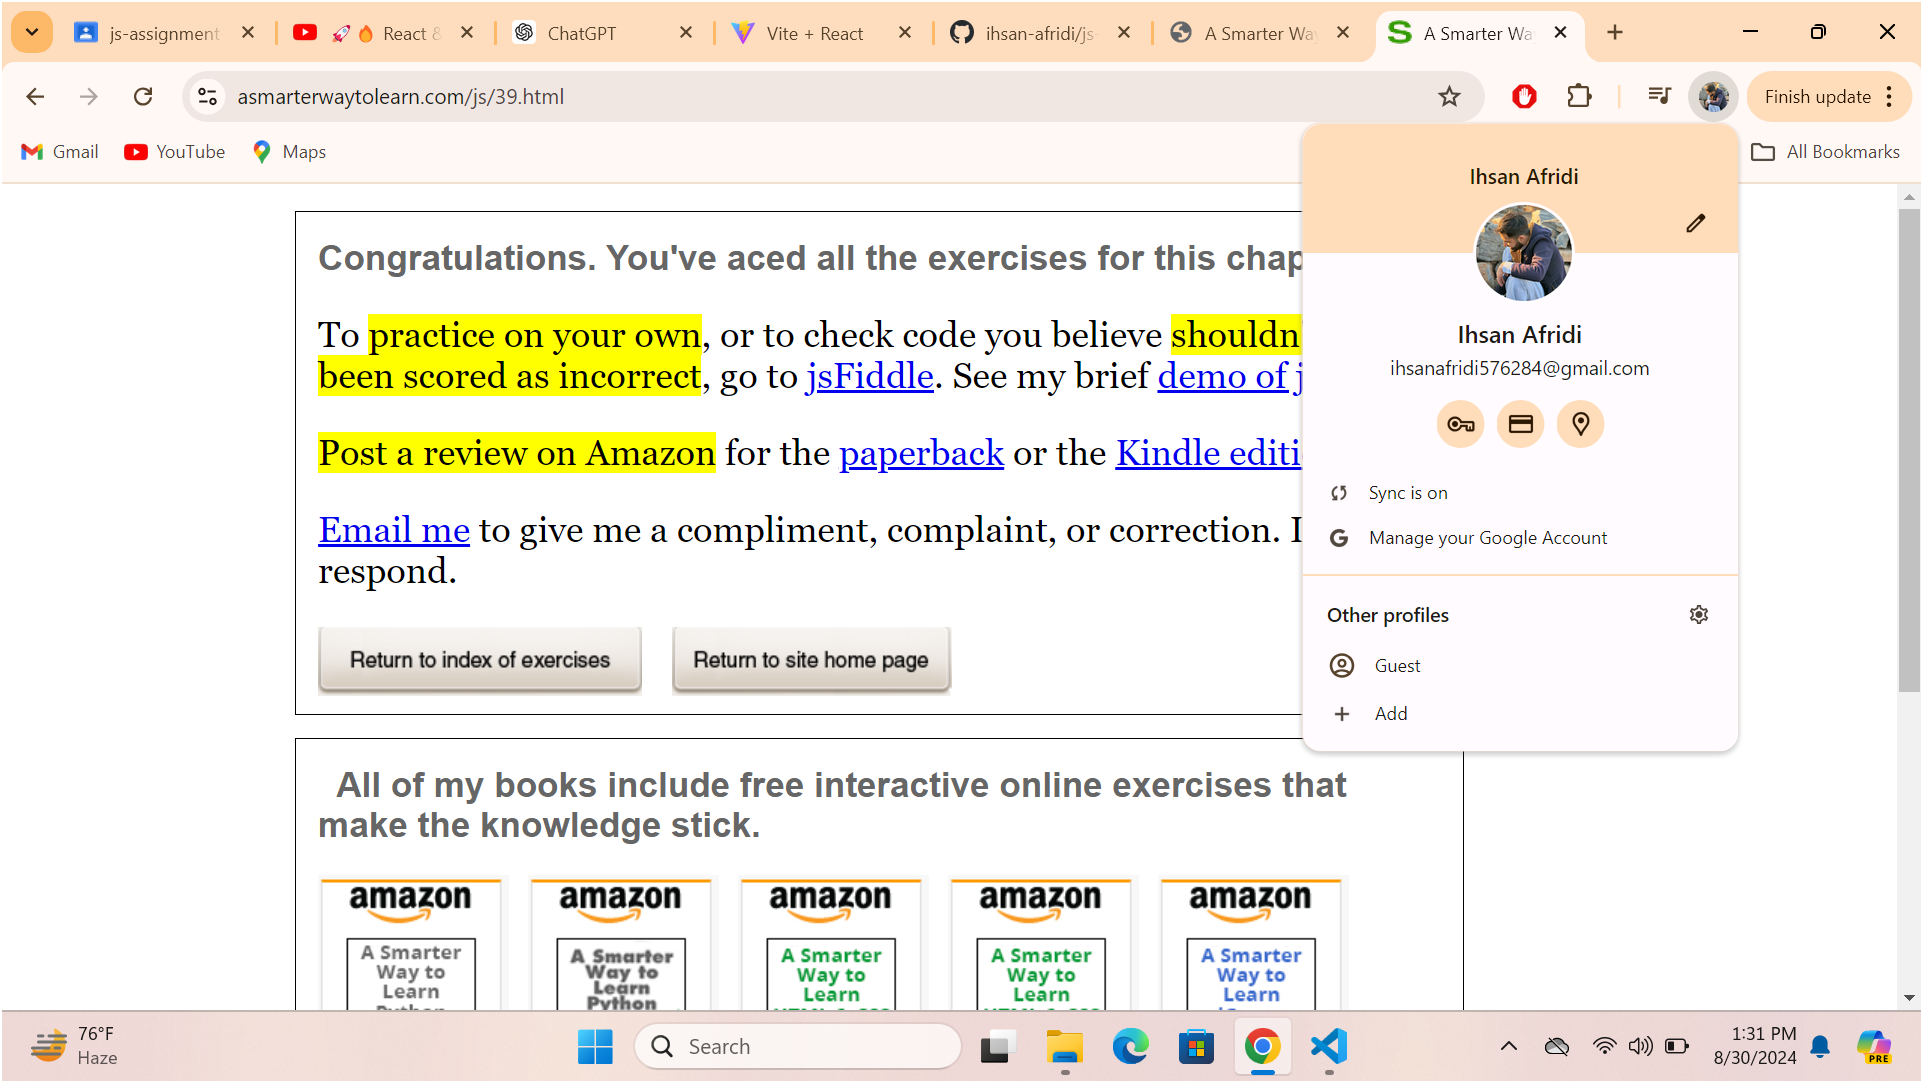 js-assignment
React &
ChatGPT
Vite + React
ihsan-afridi/js-
A Smarter Wa
A Smarter Wa
asmarterwaytolearn.com/js/39.html
Finish update
Gmail
YouTube
Maps
All Bookmarks
Congratulations. You've aced all the exercises for this chap
To practice on your own, or to check code you believe shouldn'
been scored as incorrect, go to jsFiddle. See my brief demo of j
Post a review on Amazon for the paperback or the Kindle editi
Email me to give me a compliment, complaint, or correction. I
respond.
Return to index of exercises
Return to site home page
Ihsan Afridi
Ihsan Afridi
ihsanafridi576284@gmail.com
Sync is on
Manage your Google Account
Other profiles
Guest
Add
All of my books include free interactive online exercises that
make the knowledge stick.
amazon
A Smarter
Way to
Learn
Python
amazon
A Smarter
Way to
Learn
Python
amazon
A Smarter
Way to
Learn
amazon
A Smarter
Way to
Learn
amazon
A Smarter
Way to
Learn
76°F
Haze
Search
1:31 PM
8/30/2024
PRE